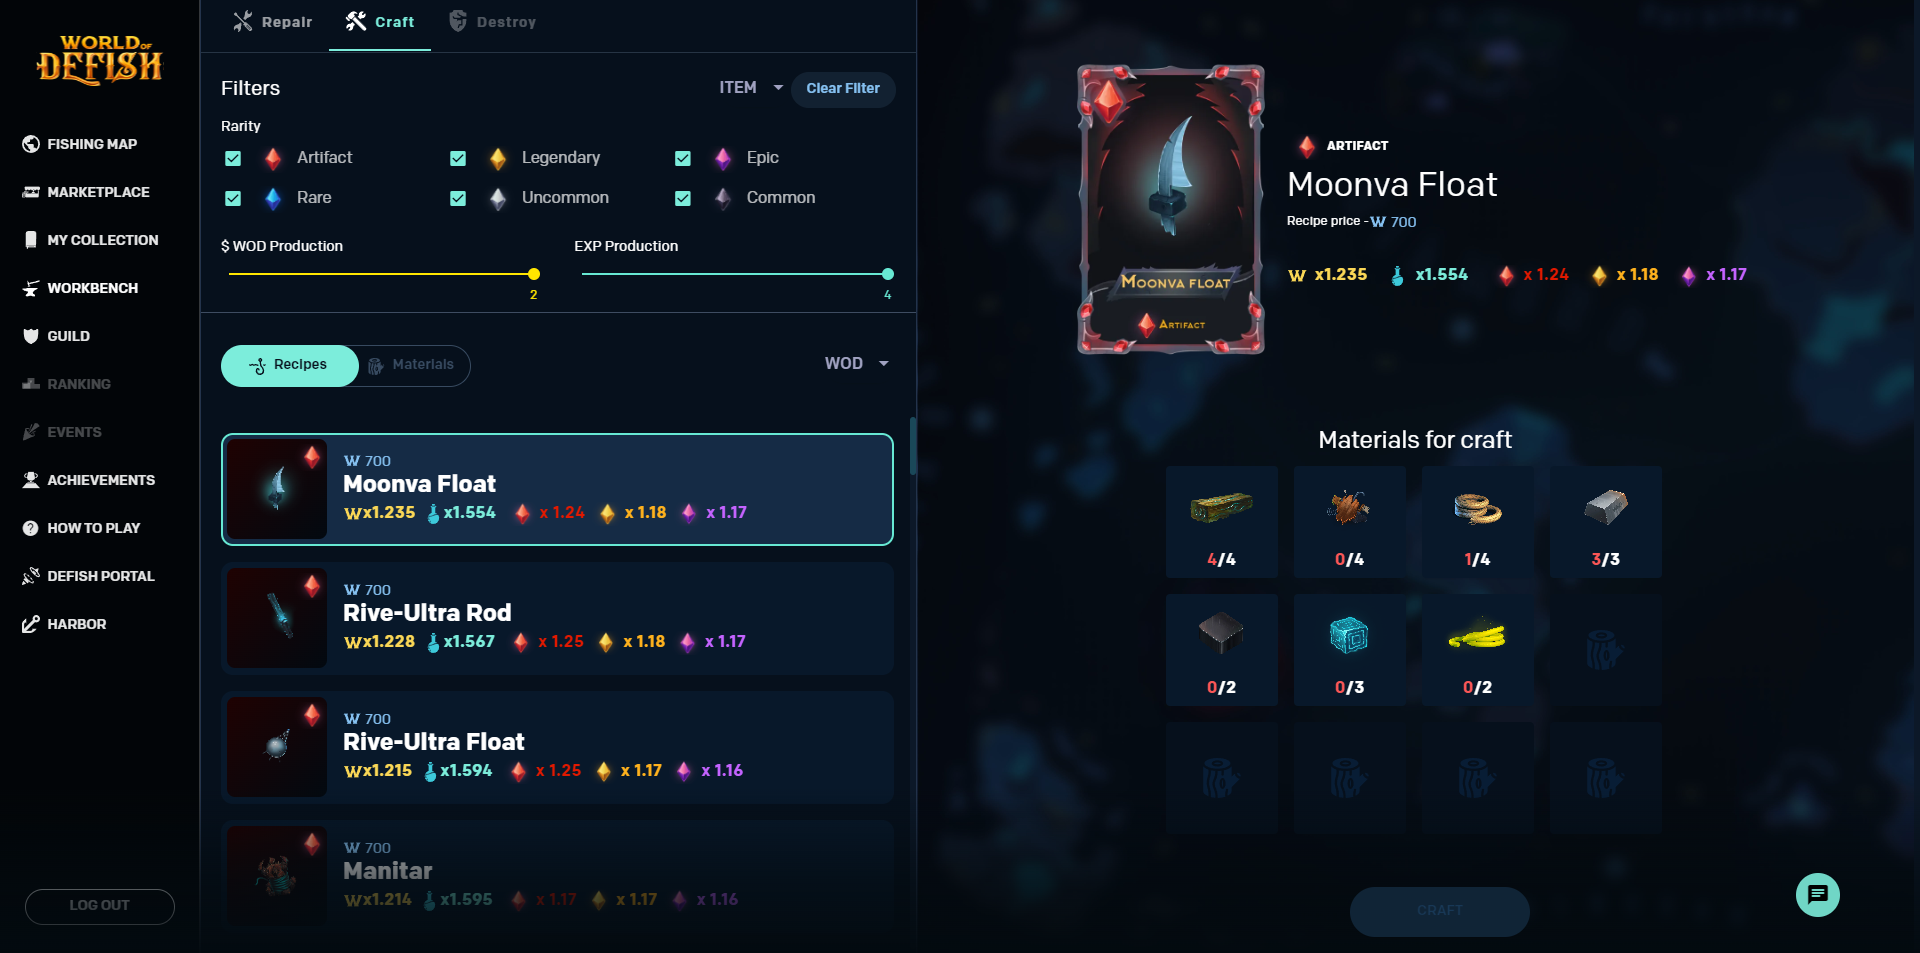 WORLD OF
DEFISH
FISHING MAP
MARKETPLACE
MY COLLECTION
WORKBENCH
GUILD
RANKING
EVENTS
ACHIEVEMENTS
HOW TO PLAY
DEFISH PORTAL
HARBOR
LOG OUT
Repair Craft Destroy
Filters ITEM Clear Filter
Rarity
Artifact Legendary Epic
Rare Uncommon Common
$ WOD Production EXP Production
2 4
Recipes Materials WOD
W 700
Moonva Float
W x1.235 x1.554 x 1.24 x 1.18 x 1.17
W 700
Rive-Ultra Rod
W x1.228 x1.567 x 1.25 x 1.18 x 1.17
W 700
Rive-Ultra Float
W x1.215 x1.594 x 1.25 x 1.17 x 1.16
W 700
Manitar
W x1.214 x1.595 x 1.17 x 1.17 x 1.16
MOONVA FLOAT
ARTIFACT
ARTIFACT
Moonva Float
Recipe price - W 700
W x1.235 x1.554 x 1.24 x 1.18 x 1.17
Materials for craft
4/4 0/4 1/4 3/3
0/2 0/3 0/2
CRAFT